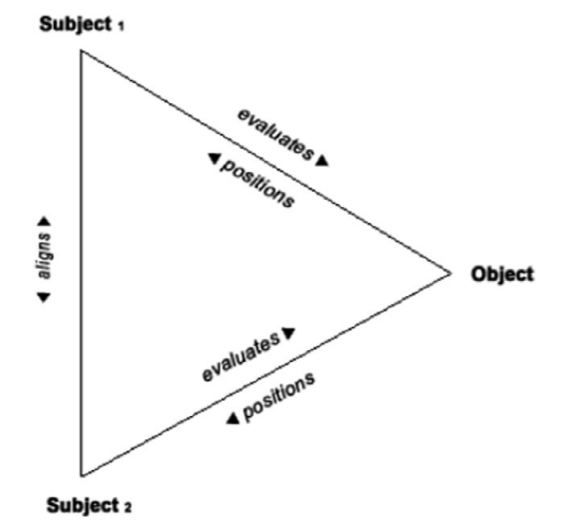 Subject 1
evaluates ▶
◀ positions
◀ aligns ▶
Object
evaluates ▶
◀ positions
Subject 2